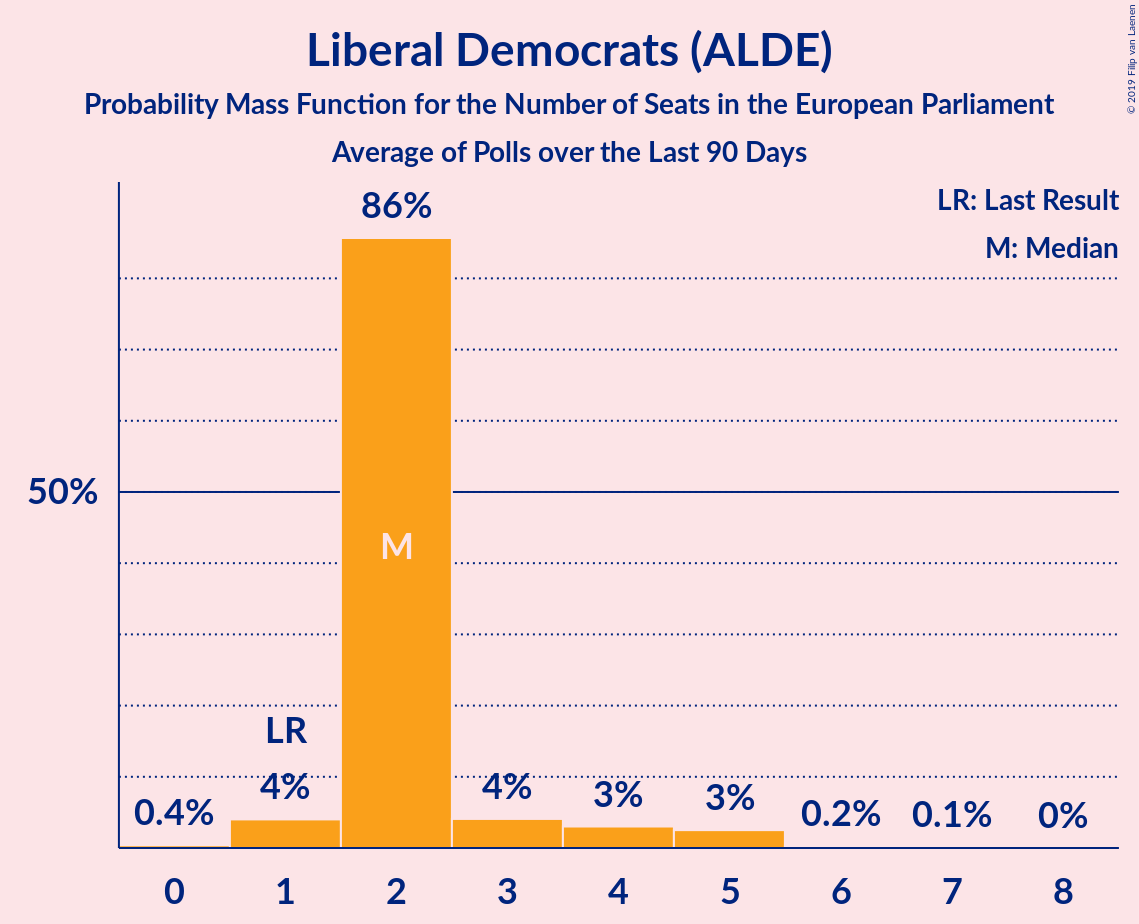 Liberal Democrats (ALDE)
Probability Mass Function for the Number of Seats in the European Parliament
Average of Polls over the Last 90 Days
© 2019 Filip van Laenen
LR: Last Result
M: Median
86%
50%
M
LR
0.4% 4% 4% 3% 3% 0.2% 0.1% 0%
0 1 2 3 4 5 6 7 8